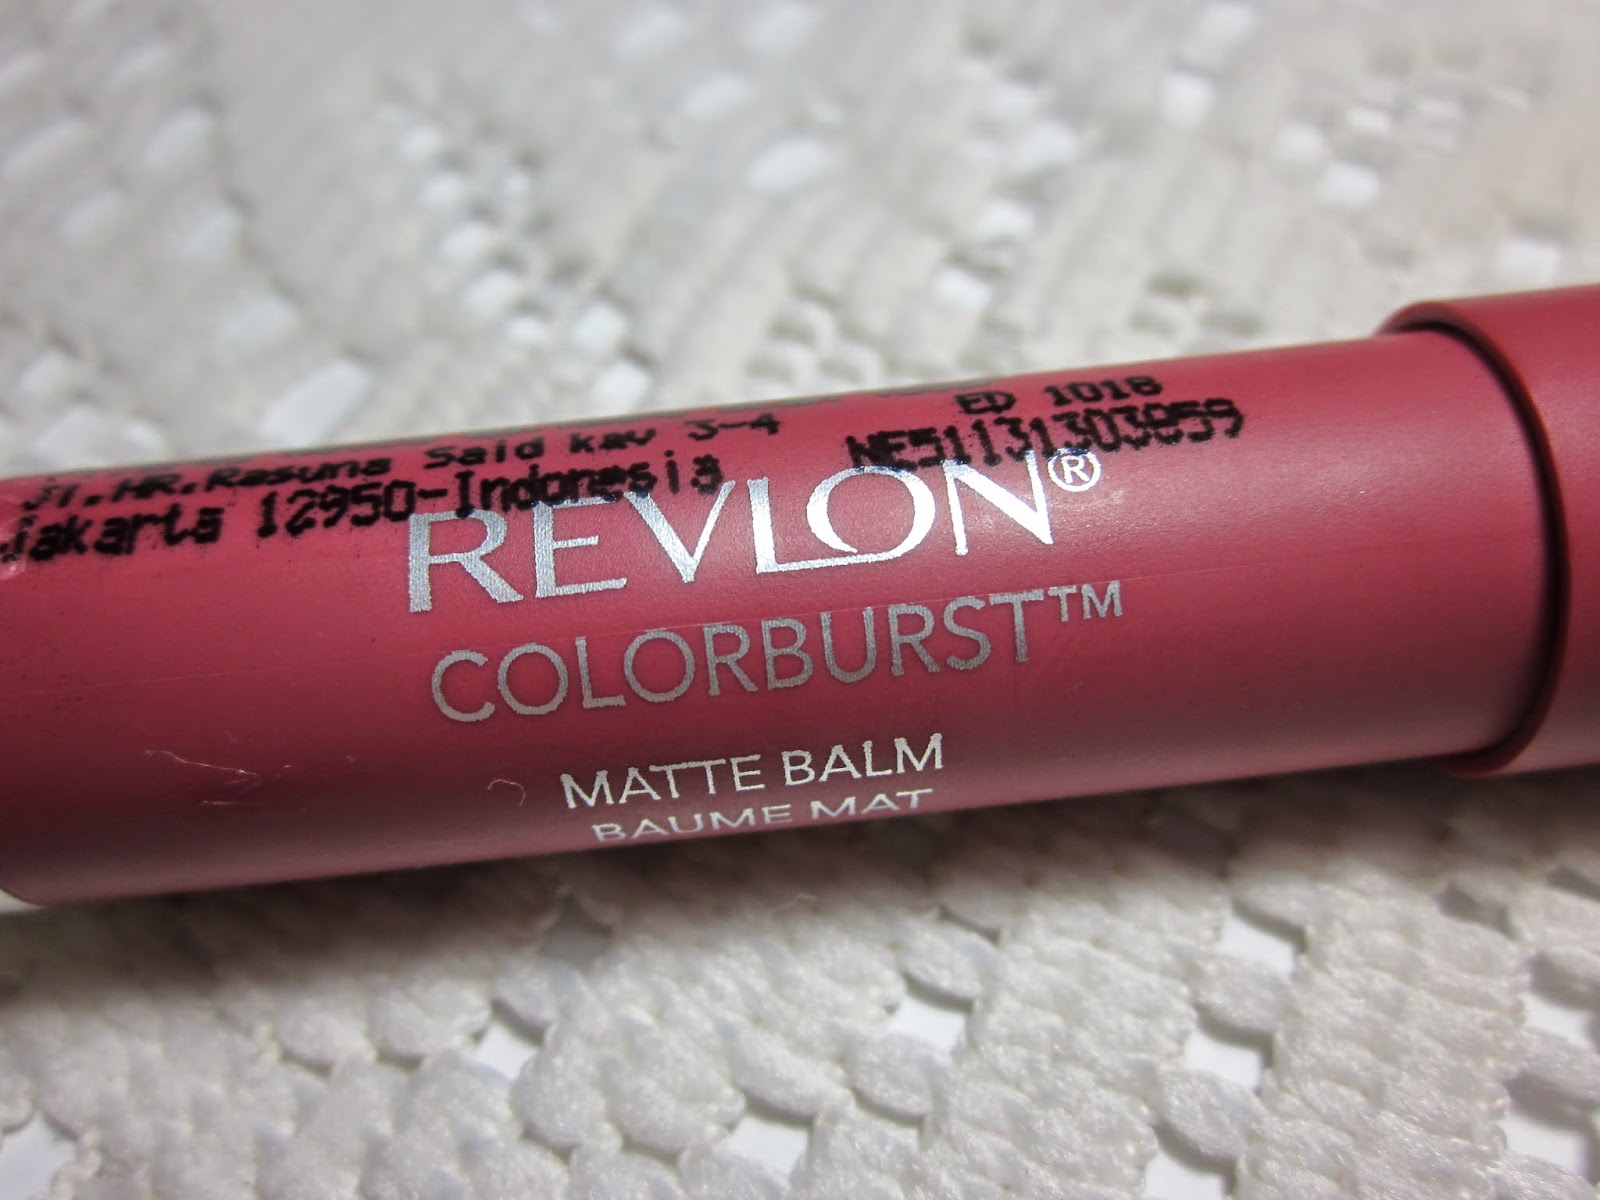 Jl.HR.Rasuna Said kav 3-4
Jakarta 12950-Indonesia
ED 1018
NE51131303859
REVLON®
COLORBURST™
MATTE BALM
BAUME MAT